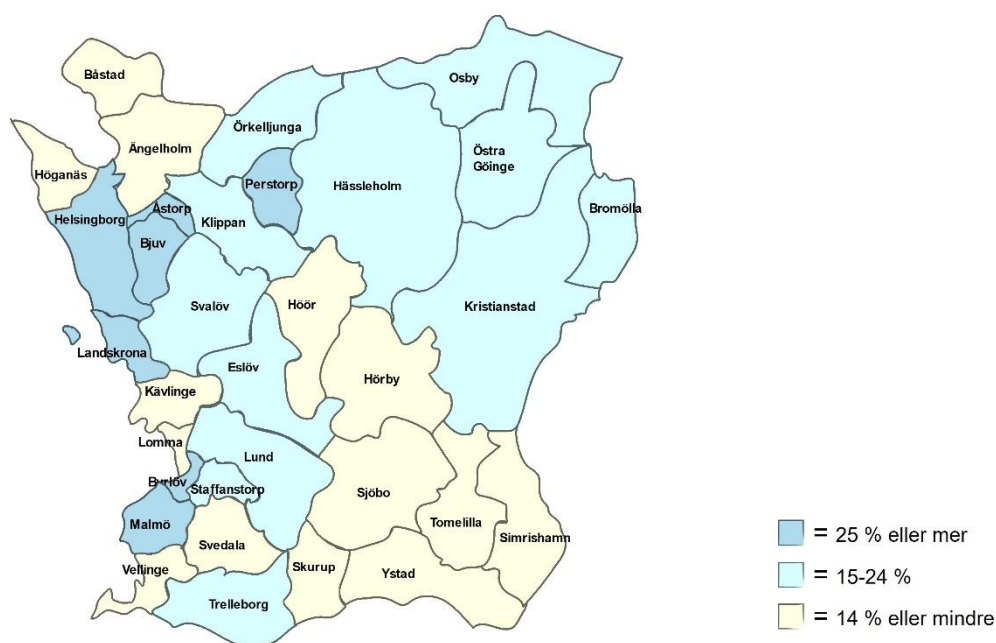 Båstad
Osby
Örkelljunga
Ängelholm
Östra
Göinge
Höganäs
Perstorp
Hässleholm
Åstorp
Helsingborg
Klippan
Bromölla
Bjuv
Svalöv
Höör
Kristianstad
Landskrona
Eslöv
Hörby
Kävlinge
Lomma
Lund
Burlöv
Staffanstorp
Sjöbo
Malmö
Tomelilla
Simrishamn
Svedala
Vellinge
Skurup
Ystad
Trelleborg
= 25 % eller mer
= 15-24 %
= 14 % eller mindre